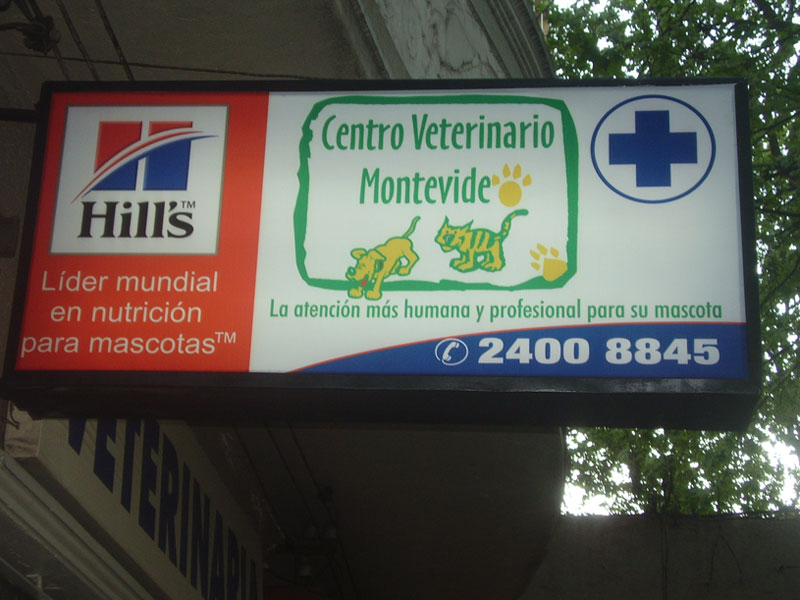 Hill's™
Líder mundial
en nutrición
para mascotas™
Centro Veterinario
Montevide
La atención más humana y profesional para su mascota
2400 8845
VETERINARIA